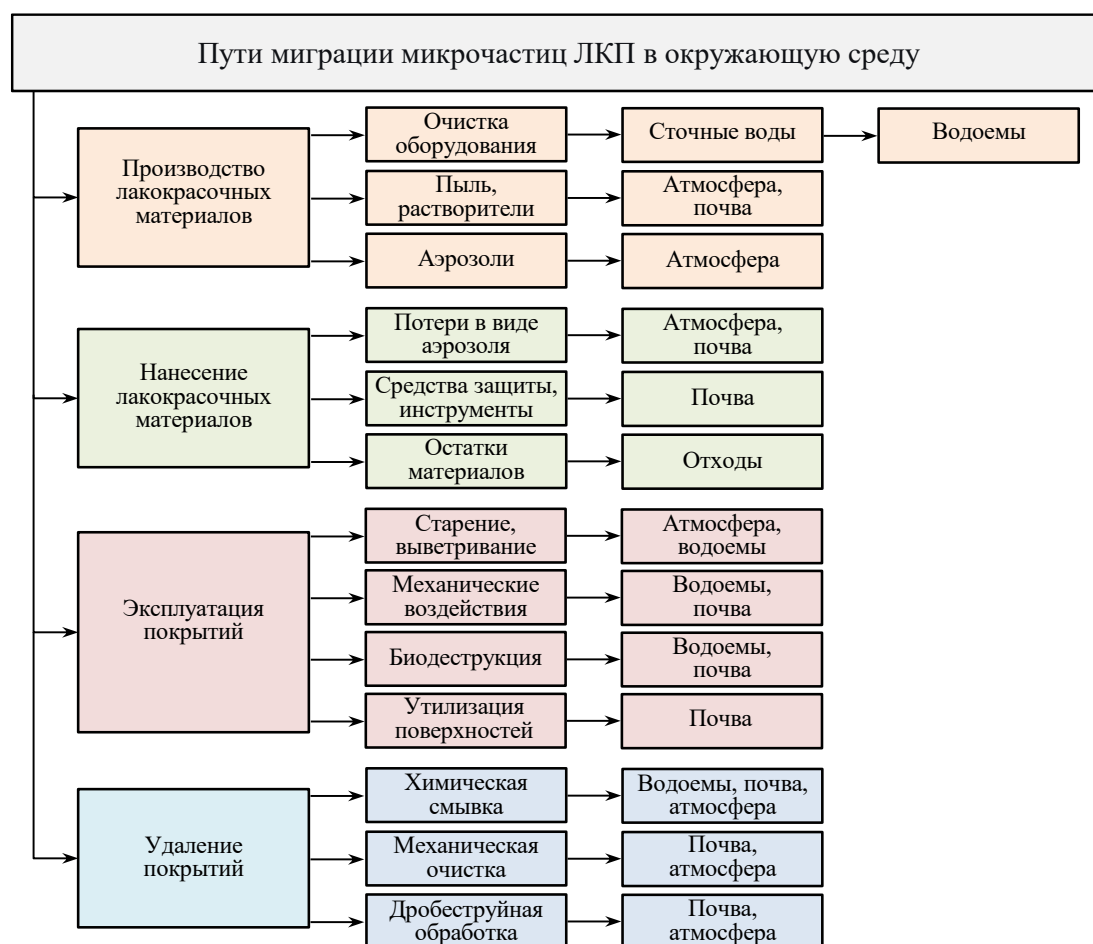 Пути миграции микрочастиц ЛКП в окружающую среду
Производство
лакокрасочных
материалов
Очистка
оборудования
Сточные воды
Водоемы
Пыль,
растворители
Атмосфера,
почва
Аэрозоли
Атмосфера
Нанесение
лакокрасочных
материалов
Потери в виде
аэрозоля
Атмосфера,
почва
Средства защиты,
инструменты
Почва
Остатки
материалов
Отходы
Эксплуатация
покрытий
Старение,
выветривание
Атмосфера,
водоемы
Механические
воздействия
Водоемы,
почва
Биодеструкция
Водоемы,
почва
Утилизация
поверхностей
Почва
Удаление
покрытий
Химическая
смывка
Водоемы, почва,
атмосфера
Механическая
очистка
Почва,
атмосфера
Дробеструйная
обработка
Почва,
атмосфера